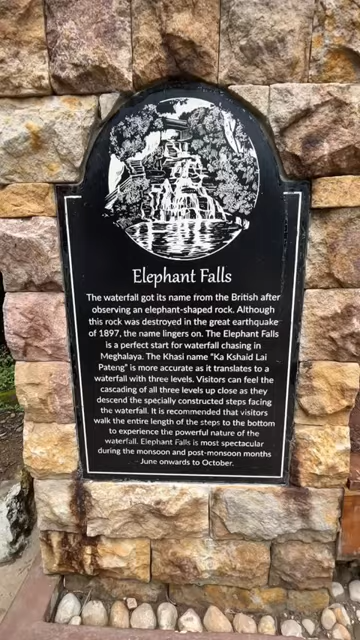 Elephant Falls
The waterfall got its name from the British after
observing an elephant-shaped rock. Although
this rock was destroyed in the great earthquake
of 1897, the name lingers on. The Elephant Falls
is a perfect start for waterfall chasing in
Meghalaya. The Khasi name "Ka Kshaid Lai
Pateng" is more accurate as it translates to a
waterfall with three levels. Visitors can feel the
cascading of all three levels up close as they
descend the specially constructed steps facing
the waterfall. It is recommended that visitors
walk the entire length of the steps to the bottom
to experience the powerful nature of the
waterfall. Elephant Falls is most spectacular
during the monsoon and post-monsoon months
- June onwards to October.